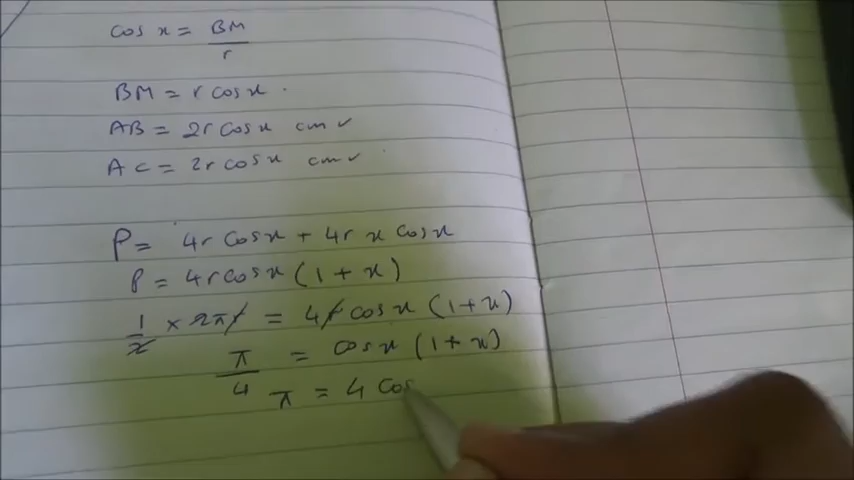 cos x = BM / r
BM = r cos x .
AB = 2r cos x cm ✓
AC = 2r cos x cm ✓
P = 4r cos x + 4r x cos x
P = 4r cos x (1 + x)
1/2 × 2πr = 4r cos x (1+x)
π/4 = cos x (1+x)
π = 4 cos